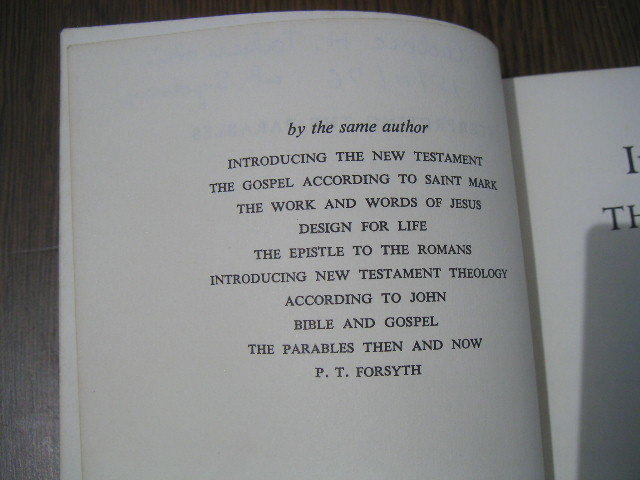 by the same author
INTRODUCING THE NEW TESTAMENT
THE GOSPEL ACCORDING TO SAINT MARK
THE WORK AND WORDS OF JESUS
DESIGN FOR LIFE
THE EPISTLE TO THE ROMANS
INTRODUCING NEW TESTAMENT THEOLOGY
ACCORDING TO JOHN
BIBLE AND GOSPEL
THE PARABLES THEN AND NOW
P. T. FORSYTH